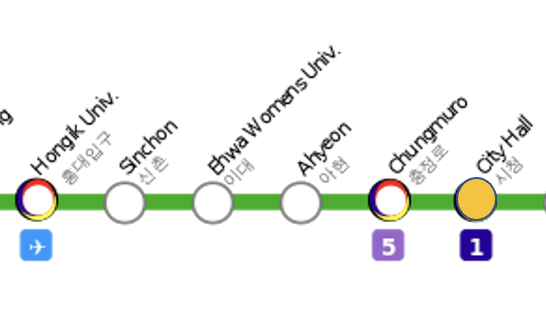 Hongik Univ.
홍대입구
Sinchon
신촌
Ehwa Womens Univ.
이대
Ahyeon
아현
Chungmuro
충정로
City Hall
시청
✈
5
1